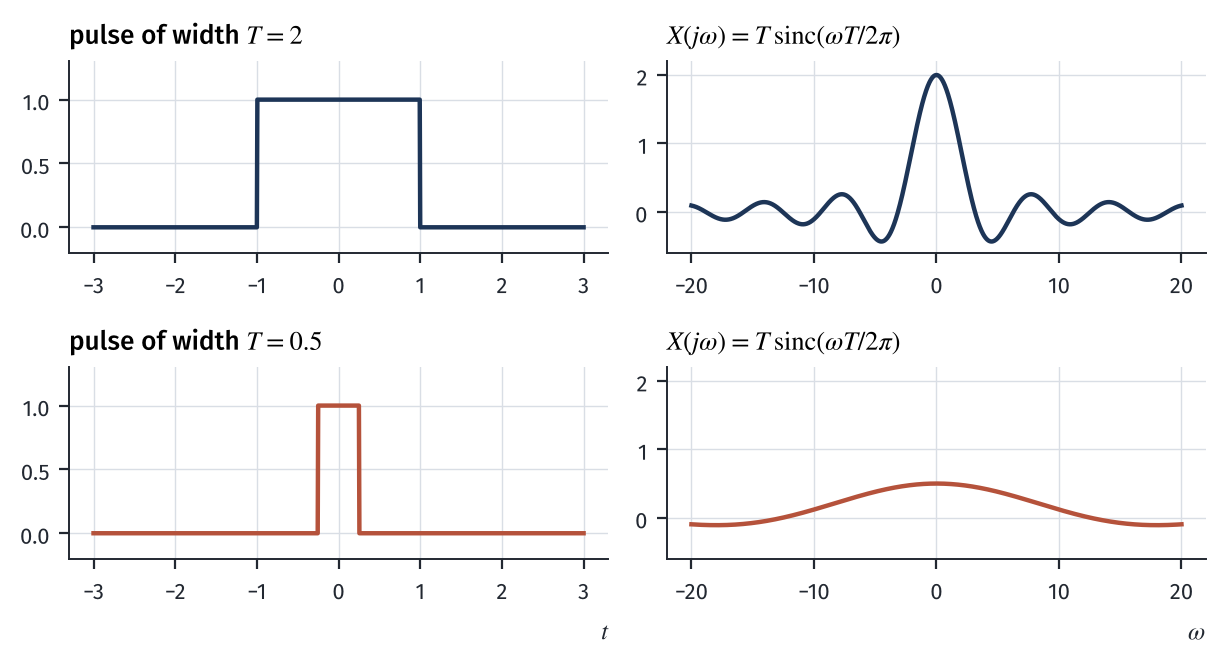 pulse of width T = 2
X(jω) = T sinc(ωT/2π)
1.0
0.5
0.0
−3 −2 −1 0 1 2 3
2
1
0
−20 −10 0 10 20
pulse of width T = 0.5
X(jω) = T sinc(ωT/2π)
1.0
0.5
0.0
−3 −2 −1 0 1 2 3
t
2
1
0
−20 −10 0 10 20
ω